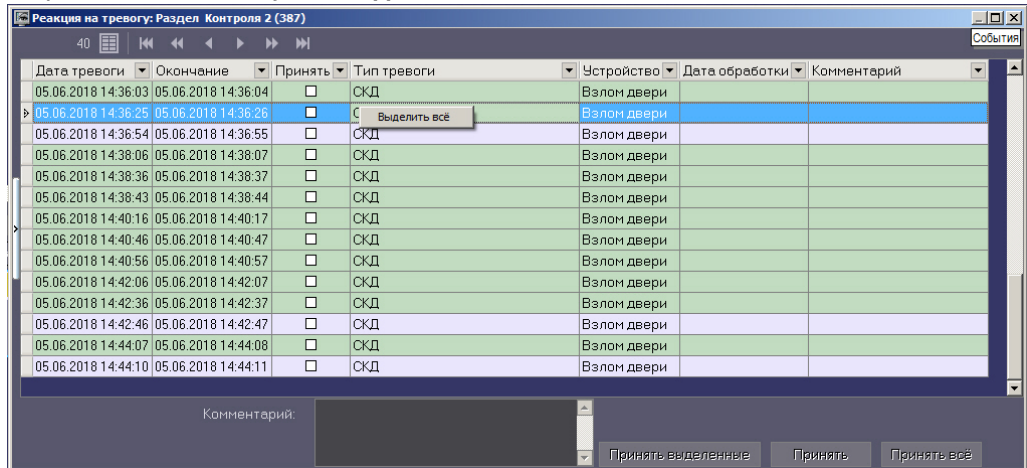 Реакция на тревогу: Раздел Контроля 2 (387)
События
40
Дата тревоги Окончание Принять Тип тревоги Устройство Дата обработки Комментарий
05.06.2018 14:36:03 05.06.2018 14:36:04 СКД Взлом двери
05.06.2018 14:36:25 05.06.2018 14:36:26 Выделить всё Взлом двери
05.06.2018 14:36:54 05.06.2018 14:36:55 СКД Взлом двери
05.06.2018 14:38:06 05.06.2018 14:38:07 СКД Взлом двери
05.06.2018 14:38:36 05.06.2018 14:38:37 СКД Взлом двери
05.06.2018 14:38:43 05.06.2018 14:38:44 СКД Взлом двери
05.06.2018 14:40:16 05.06.2018 14:40:17 СКД Взлом двери
05.06.2018 14:40:46 05.06.2018 14:40:47 СКД Взлом двери
05.06.2018 14:40:56 05.06.2018 14:40:57 СКД Взлом двери
05.06.2018 14:42:06 05.06.2018 14:42:07 СКД Взлом двери
05.06.2018 14:42:36 05.06.2018 14:42:37 СКД Взлом двери
05.06.2018 14:42:46 05.06.2018 14:42:47 СКД Взлом двери
05.06.2018 14:44:07 05.06.2018 14:44:08 СКД Взлом двери
05.06.2018 14:44:10 05.06.2018 14:44:11 СКД Взлом двери
Комментарий:
Принять выделенные Принять Принять всё